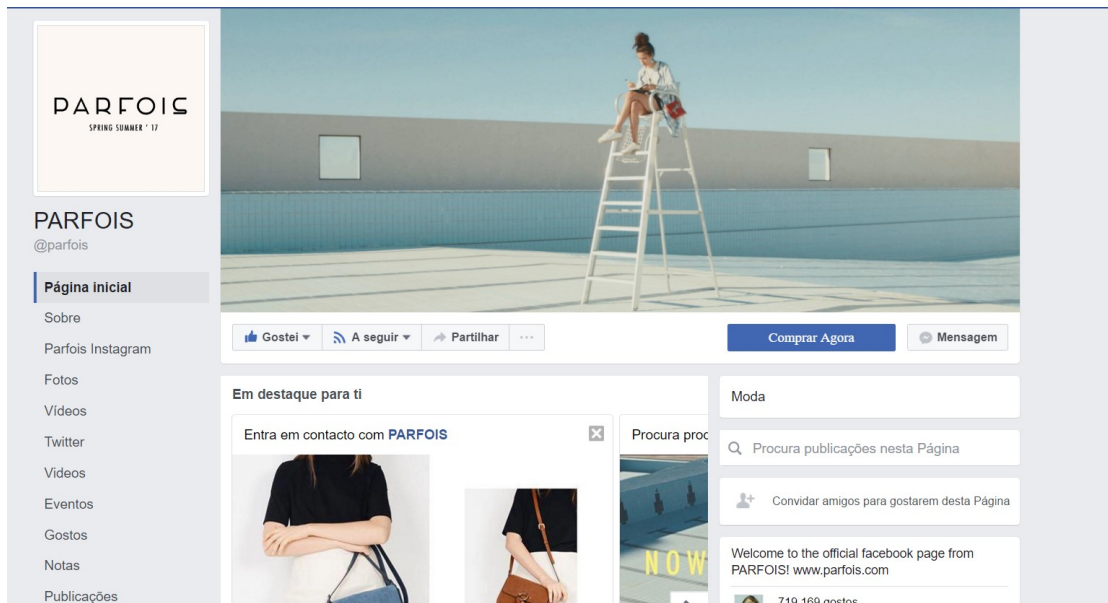 PARFOIS
SPRING SUMMER ' 17
PARFOIS
@parfois
Página inicial
Sobre
Parfois Instagram
Fotos
Vídeos
Twitter
Videos
Eventos
Gostos
Notas
Publicações
Gostei
A seguir
Partilhar
...
Comprar Agora
Mensagem
Em destaque para ti
Entra em contacto com PARFOIS
Procura proc
NOW
Moda
Procura publicações nesta Página
Convidar amigos para gostarem desta Página
Welcome to the official facebook page from
PARFOIS! www.parfois.com
719.169 gostos